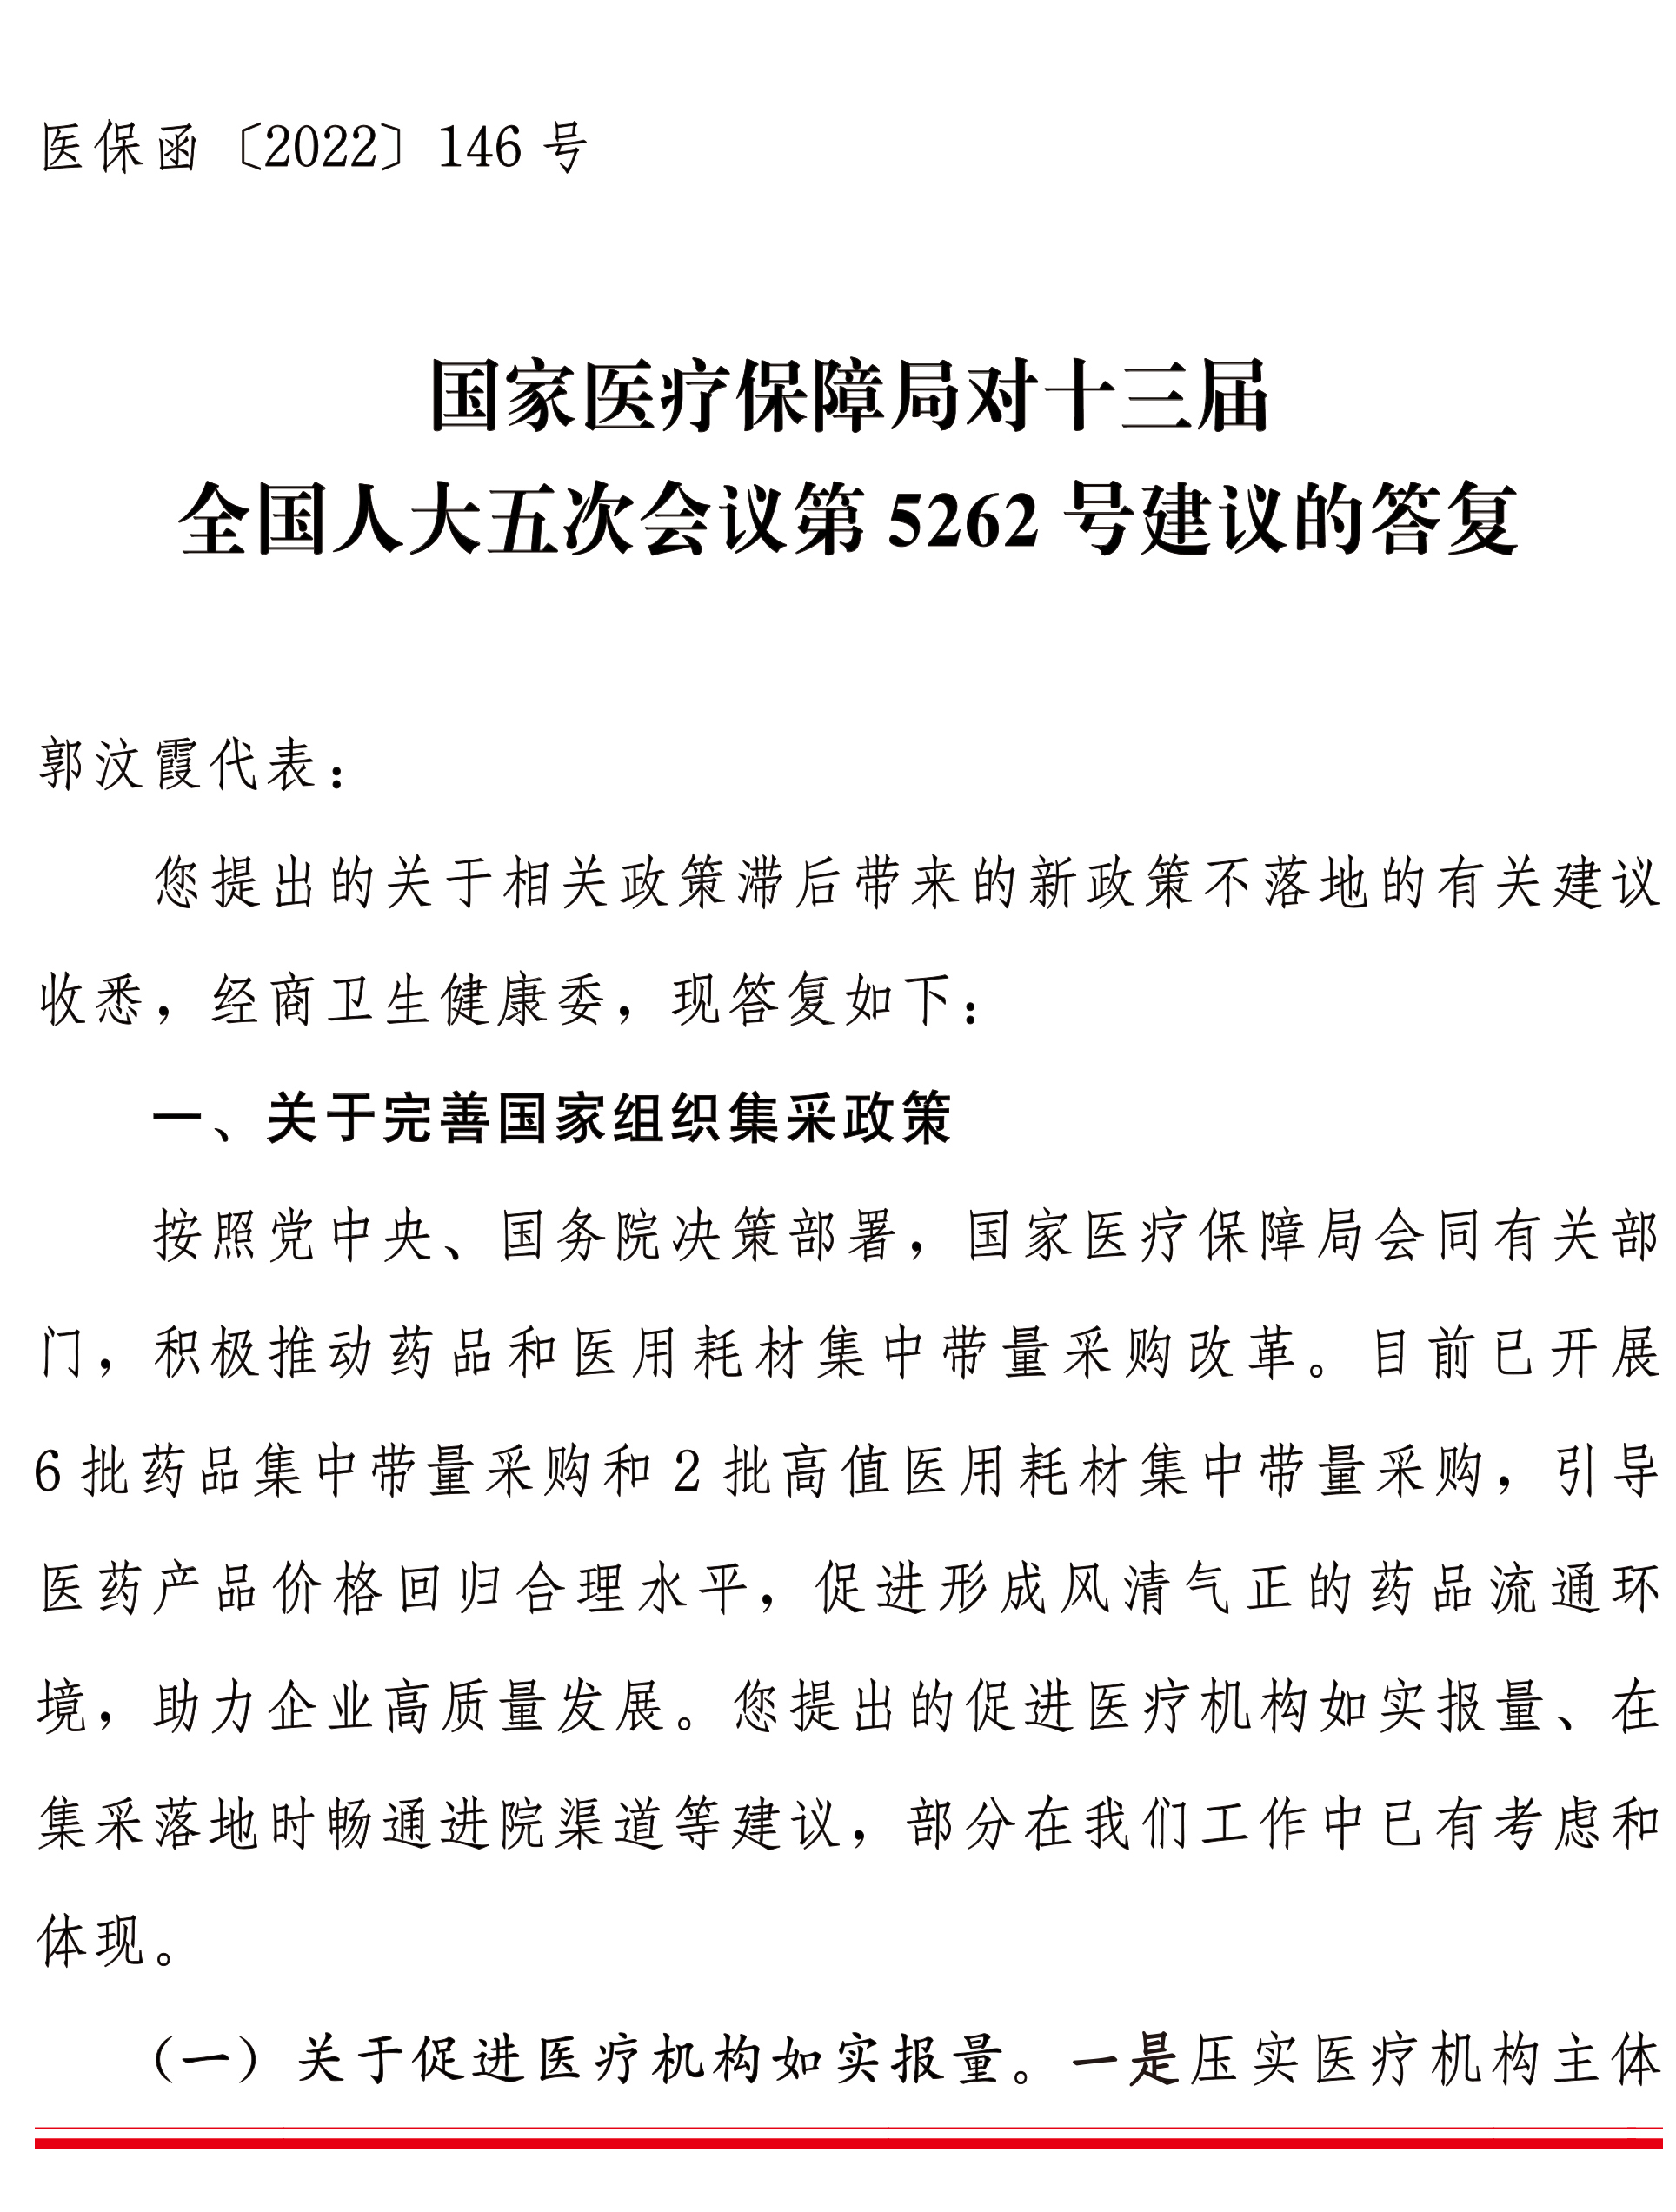 医保函〔2022〕146 号
国家医疗保障局对十三届
全国人大五次会议第 5262 号建议的答复
郭汶霞代表：
您提出的关于相关政策滞后带来的新政策不落地的有关建议
收悉，经商卫生健康委，现答复如下：
一、关于完善国家组织集采政策
按照党中央、国务院决策部署，国家医疗保障局会同有关部
门，积极推动药品和医用耗材集中带量采购改革。目前已开展
6 批药品集中带量采购和 2 批高值医用耗材集中带量采购，引导
医药产品价格回归合理水平，促进形成风清气正的药品流通环
境，助力企业高质量发展。您提出的促进医疗机构如实报量、在
集采落地时畅通进院渠道等建议，部分在我们工作中已有考虑和
体现。
（一）关于促进医疗机构如实报量。一是压实医疗机构主体